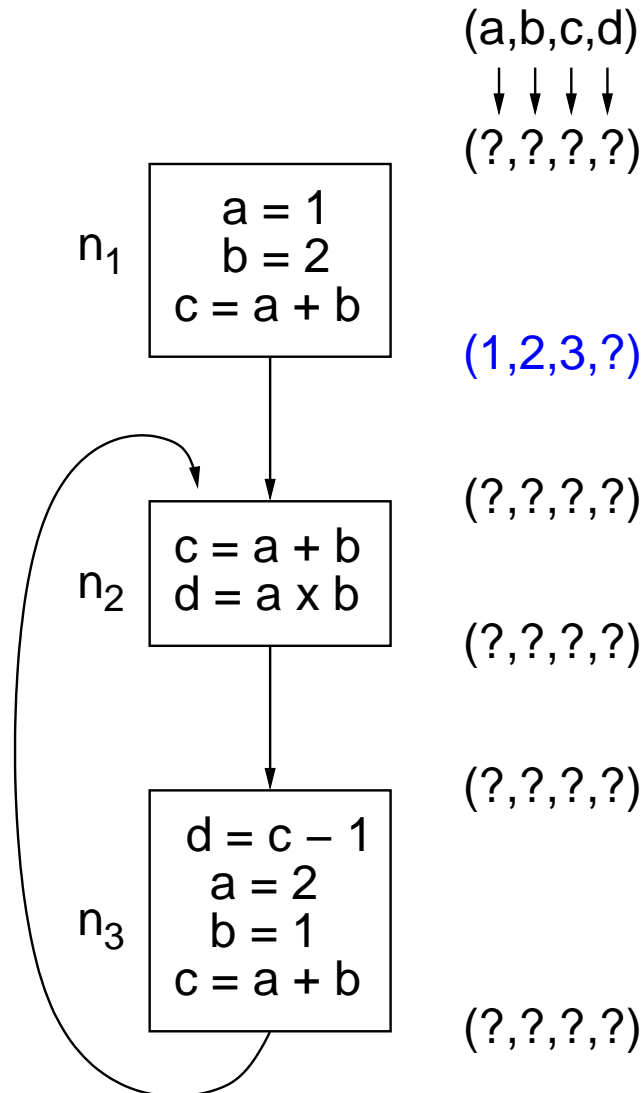 (a,b,c,d)
(?,?,?,?)
n₁
a = 1
b = 2
c = a + b
(1,2,3,?)
(?,?,?,?)
n₂
c = a + b
d = a x b
(?,?,?,?)
(?,?,?,?)
n₃
d = c – 1
a = 2
b = 1
c = a + b
(?,?,?,?)